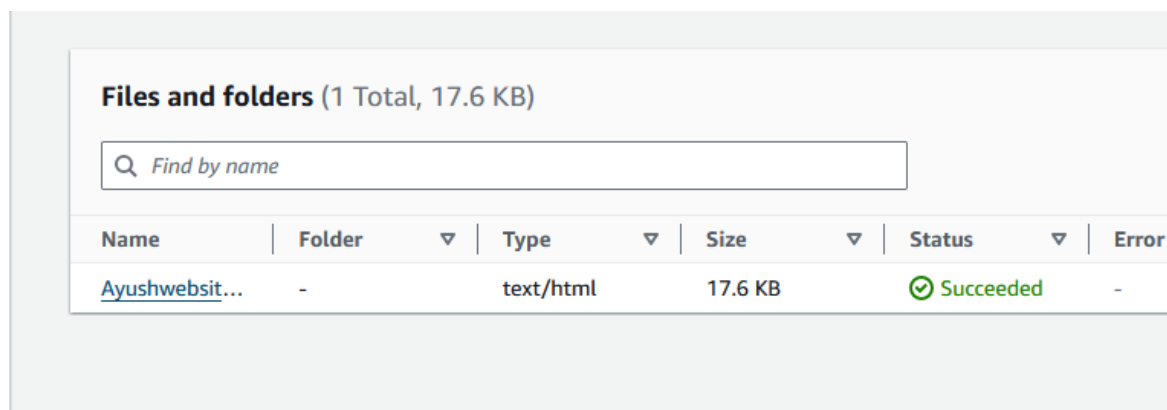 Files and folders (1 Total, 17.6 KB)
Find by name
Name Folder Type Size Status Error
Ayushwebsit... - text/html 17.6 KB Succeeded -